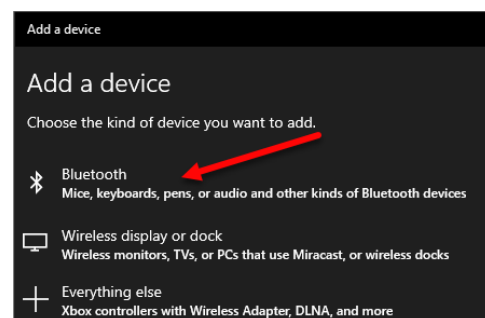 Add a device
Add a device
Choose the kind of device you want to add.
Bluetooth
Mice, keyboards, pens, or audio and other kinds of Bluetooth devices
Wireless display or dock
Wireless monitors, TVs, or PCs that use Miracast, or wireless docks
Everything else
Xbox controllers with Wireless Adapter, DLNA, and more